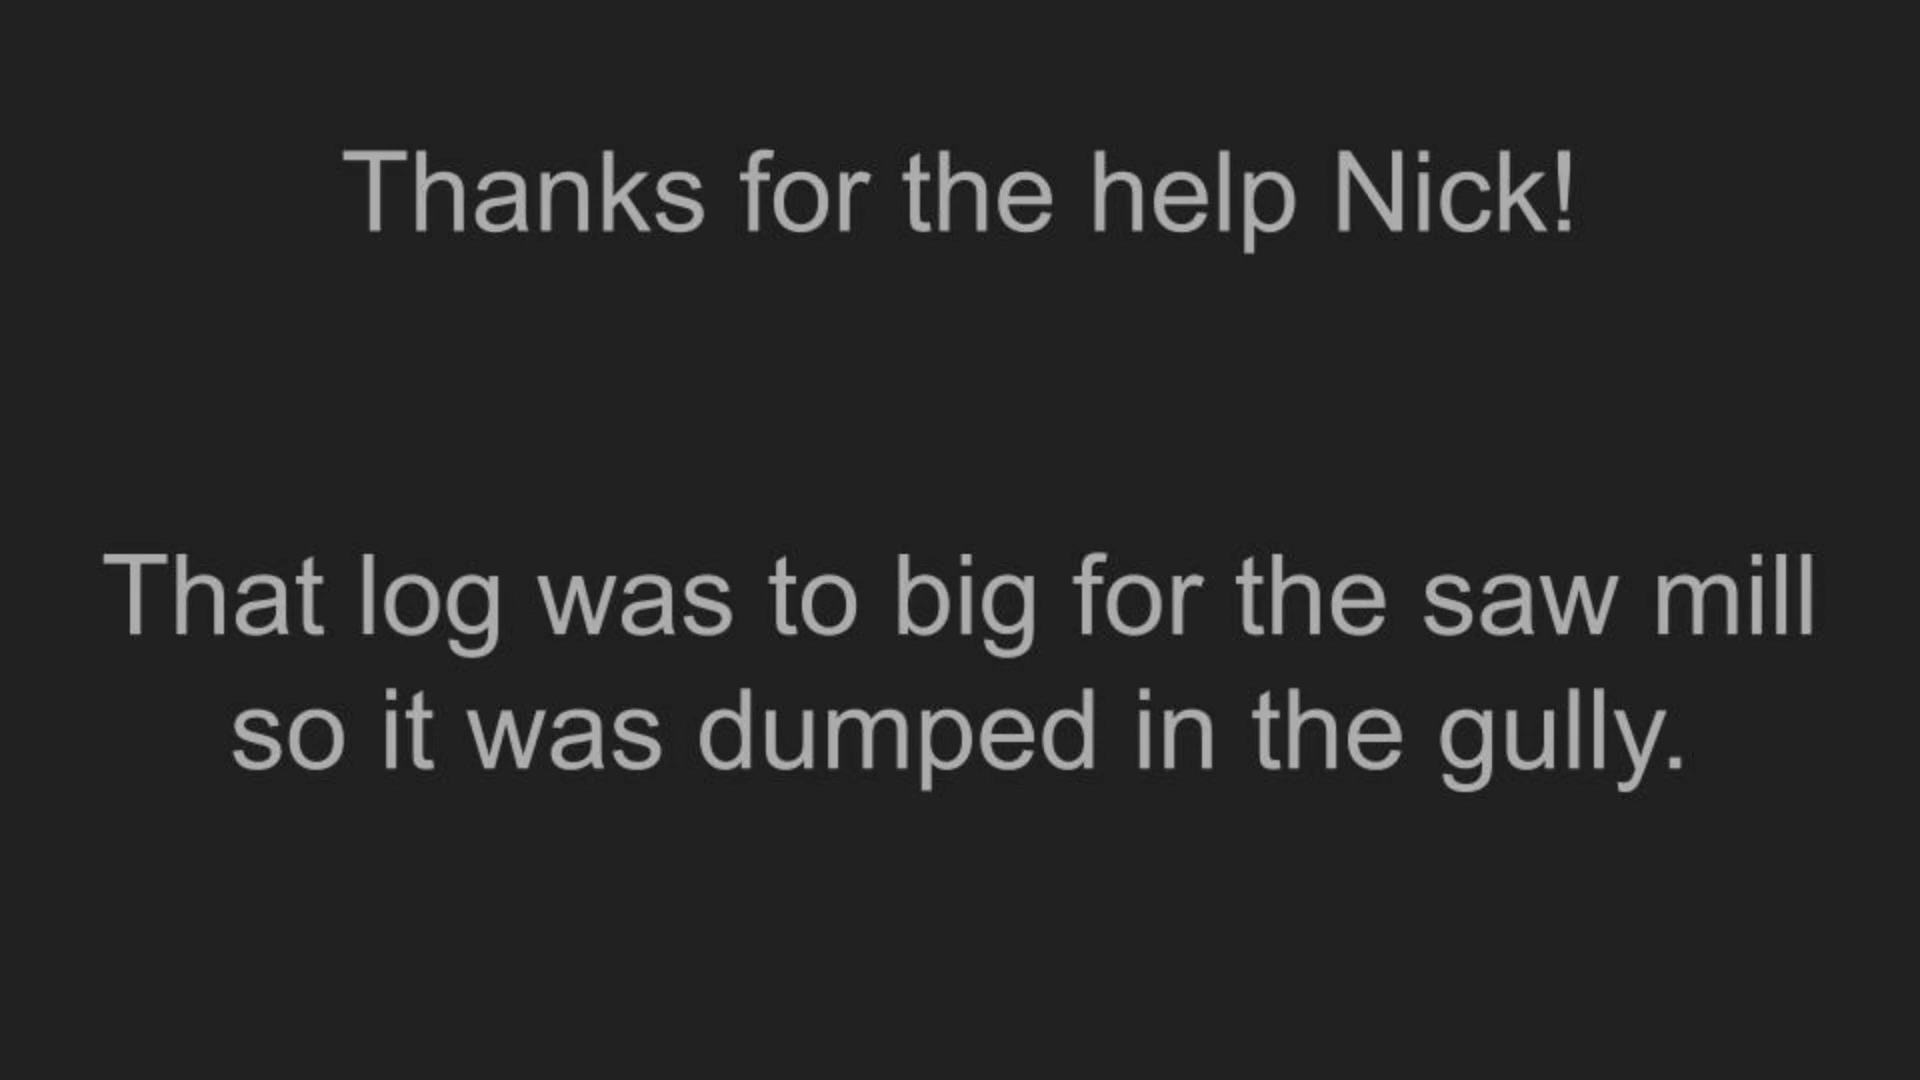 Thanks for the help Nick!
That log was to big for the saw mill
so it was dumped in the gully.